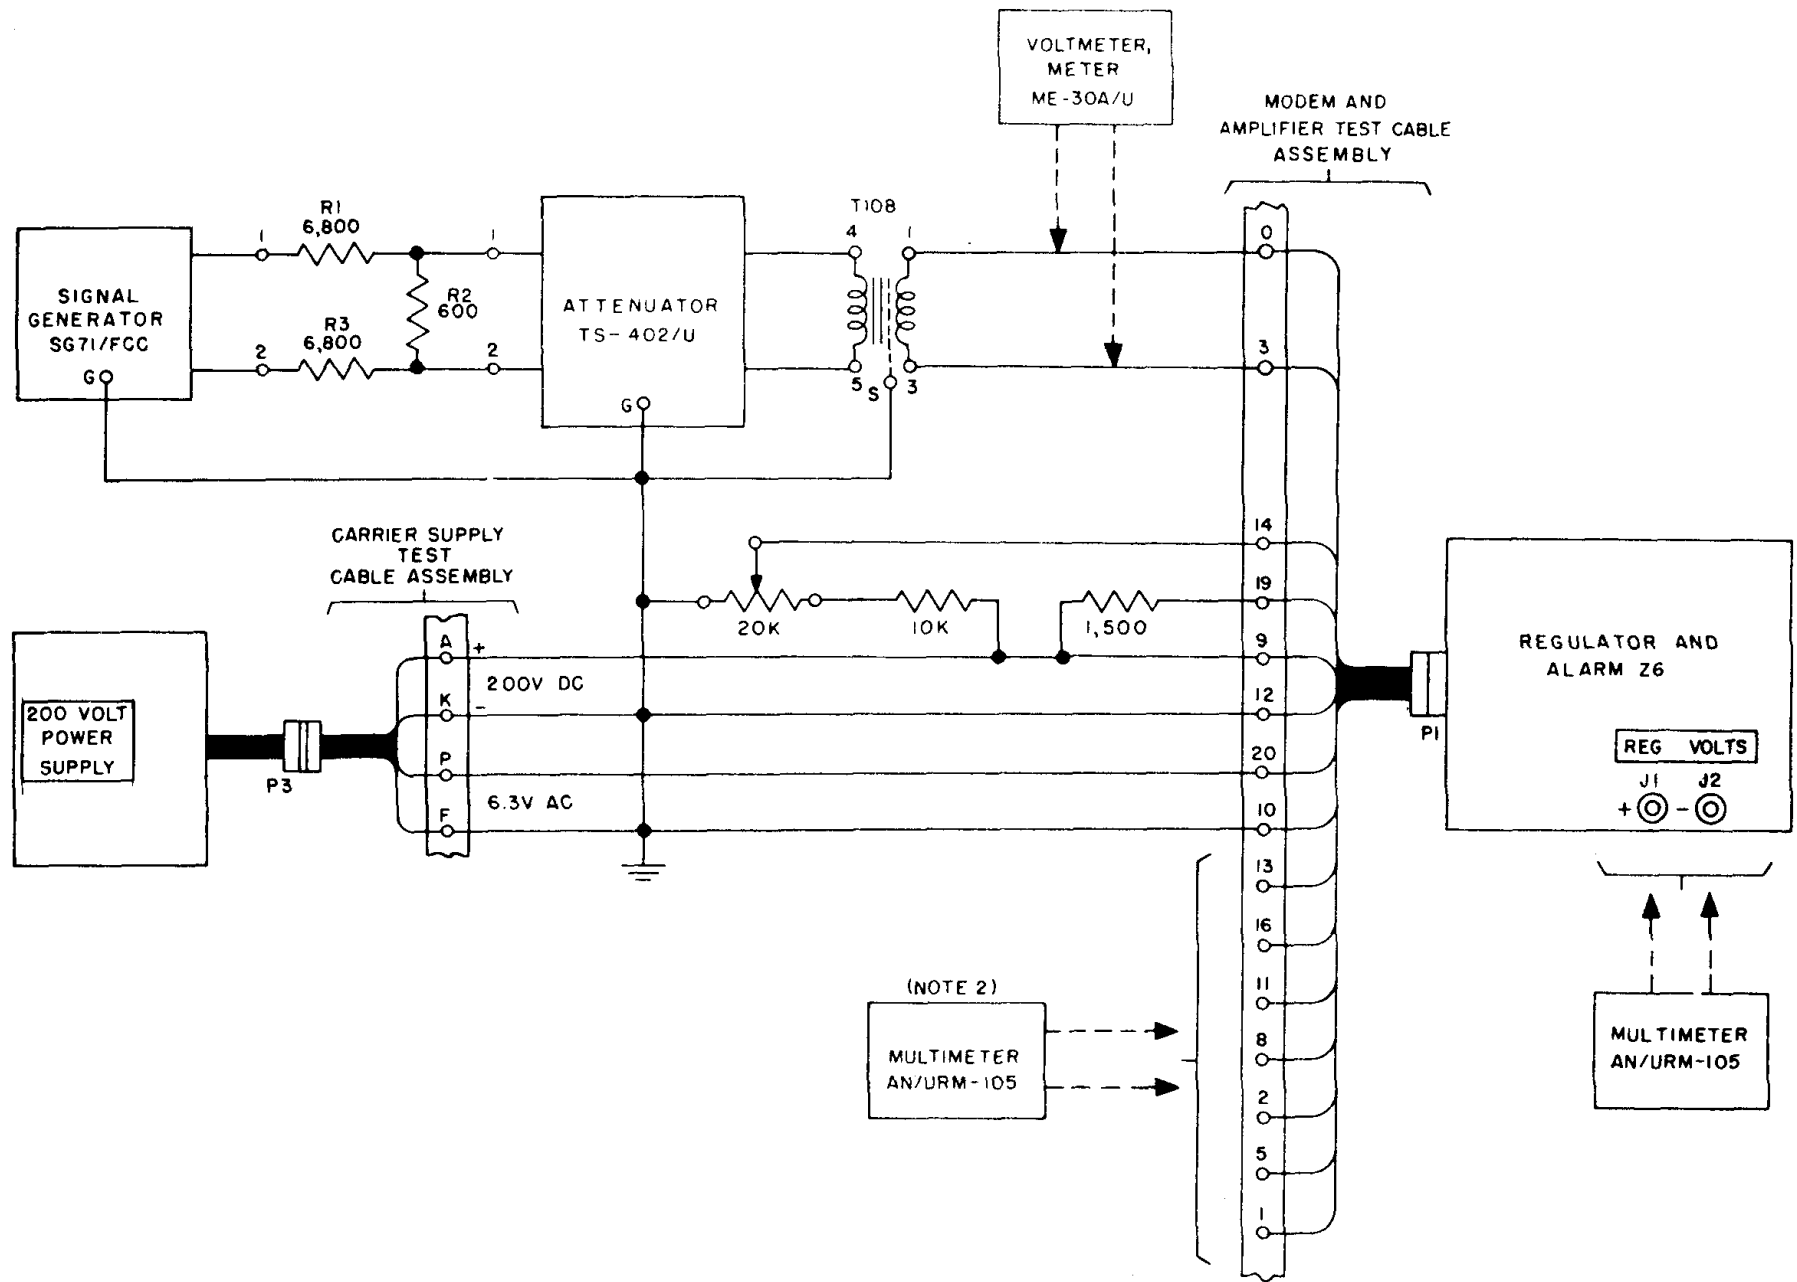 VOLTMETER,
METER
ME-30A/U
MODEM AND
AMPLIFIER TEST CABLE
ASSEMBLY
R1
6,800
1
1
SIGNAL
GENERATOR
SG71/FCC
G
R2
600
R3
6,800
2
2
ATTENUATOR
TS-402/U
G
T108
4
1
5
S
3
0
3
CARRIER SUPPLY
TEST
CABLE ASSEMBLY
14
19
20K
10K
1,500
A
+
9
200V DC
K
-
12
P
20
6.3V AC
F
10
200 VOLT
POWER
SUPPLY
P3
REGULATOR AND
ALARM Z6
P1
REG VOLTS
J1 J2
+ -
13
16
11
8
2
5
1
(NOTE 2)
MULTIMETER
AN/URM-105
MULTIMETER
AN/URM-105